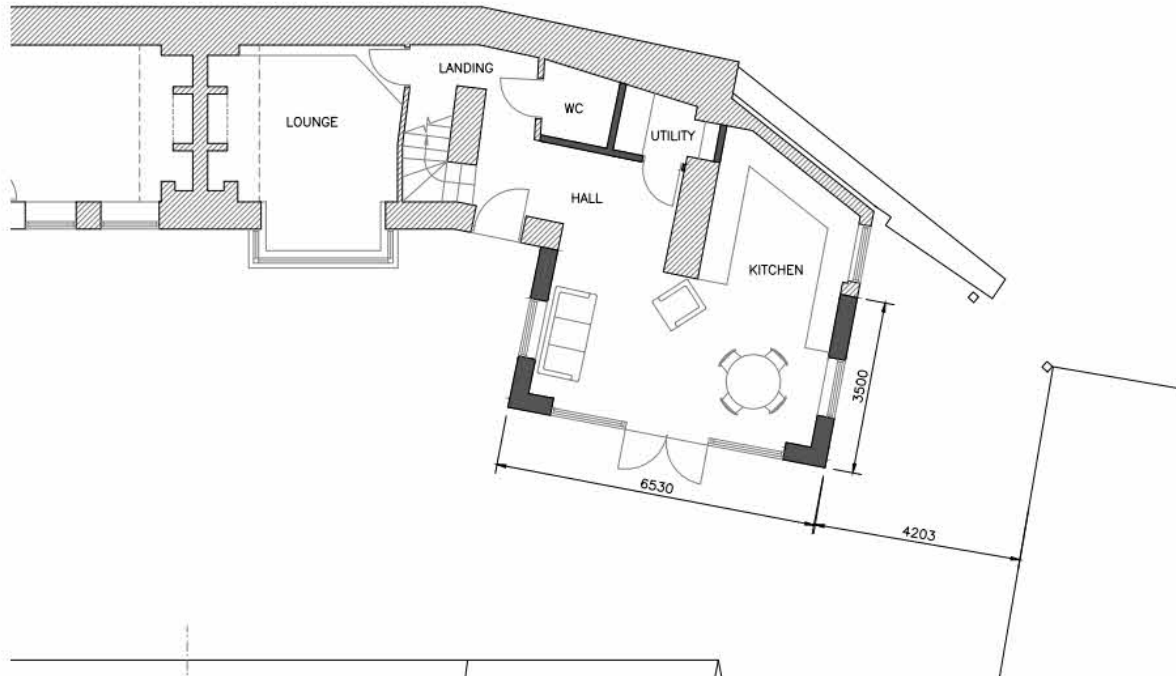 LANDING
WC
LOUNGE
UTILITY
HALL
KITCHEN
3500
6530
4203